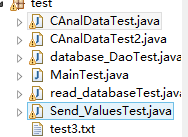 test
CAnalDataTest.java
CAnalDataTest2.java
database_DaoTest.java
MainTest.java
read_databaseTest.java
Send_ValuesTest.java
test3.txt